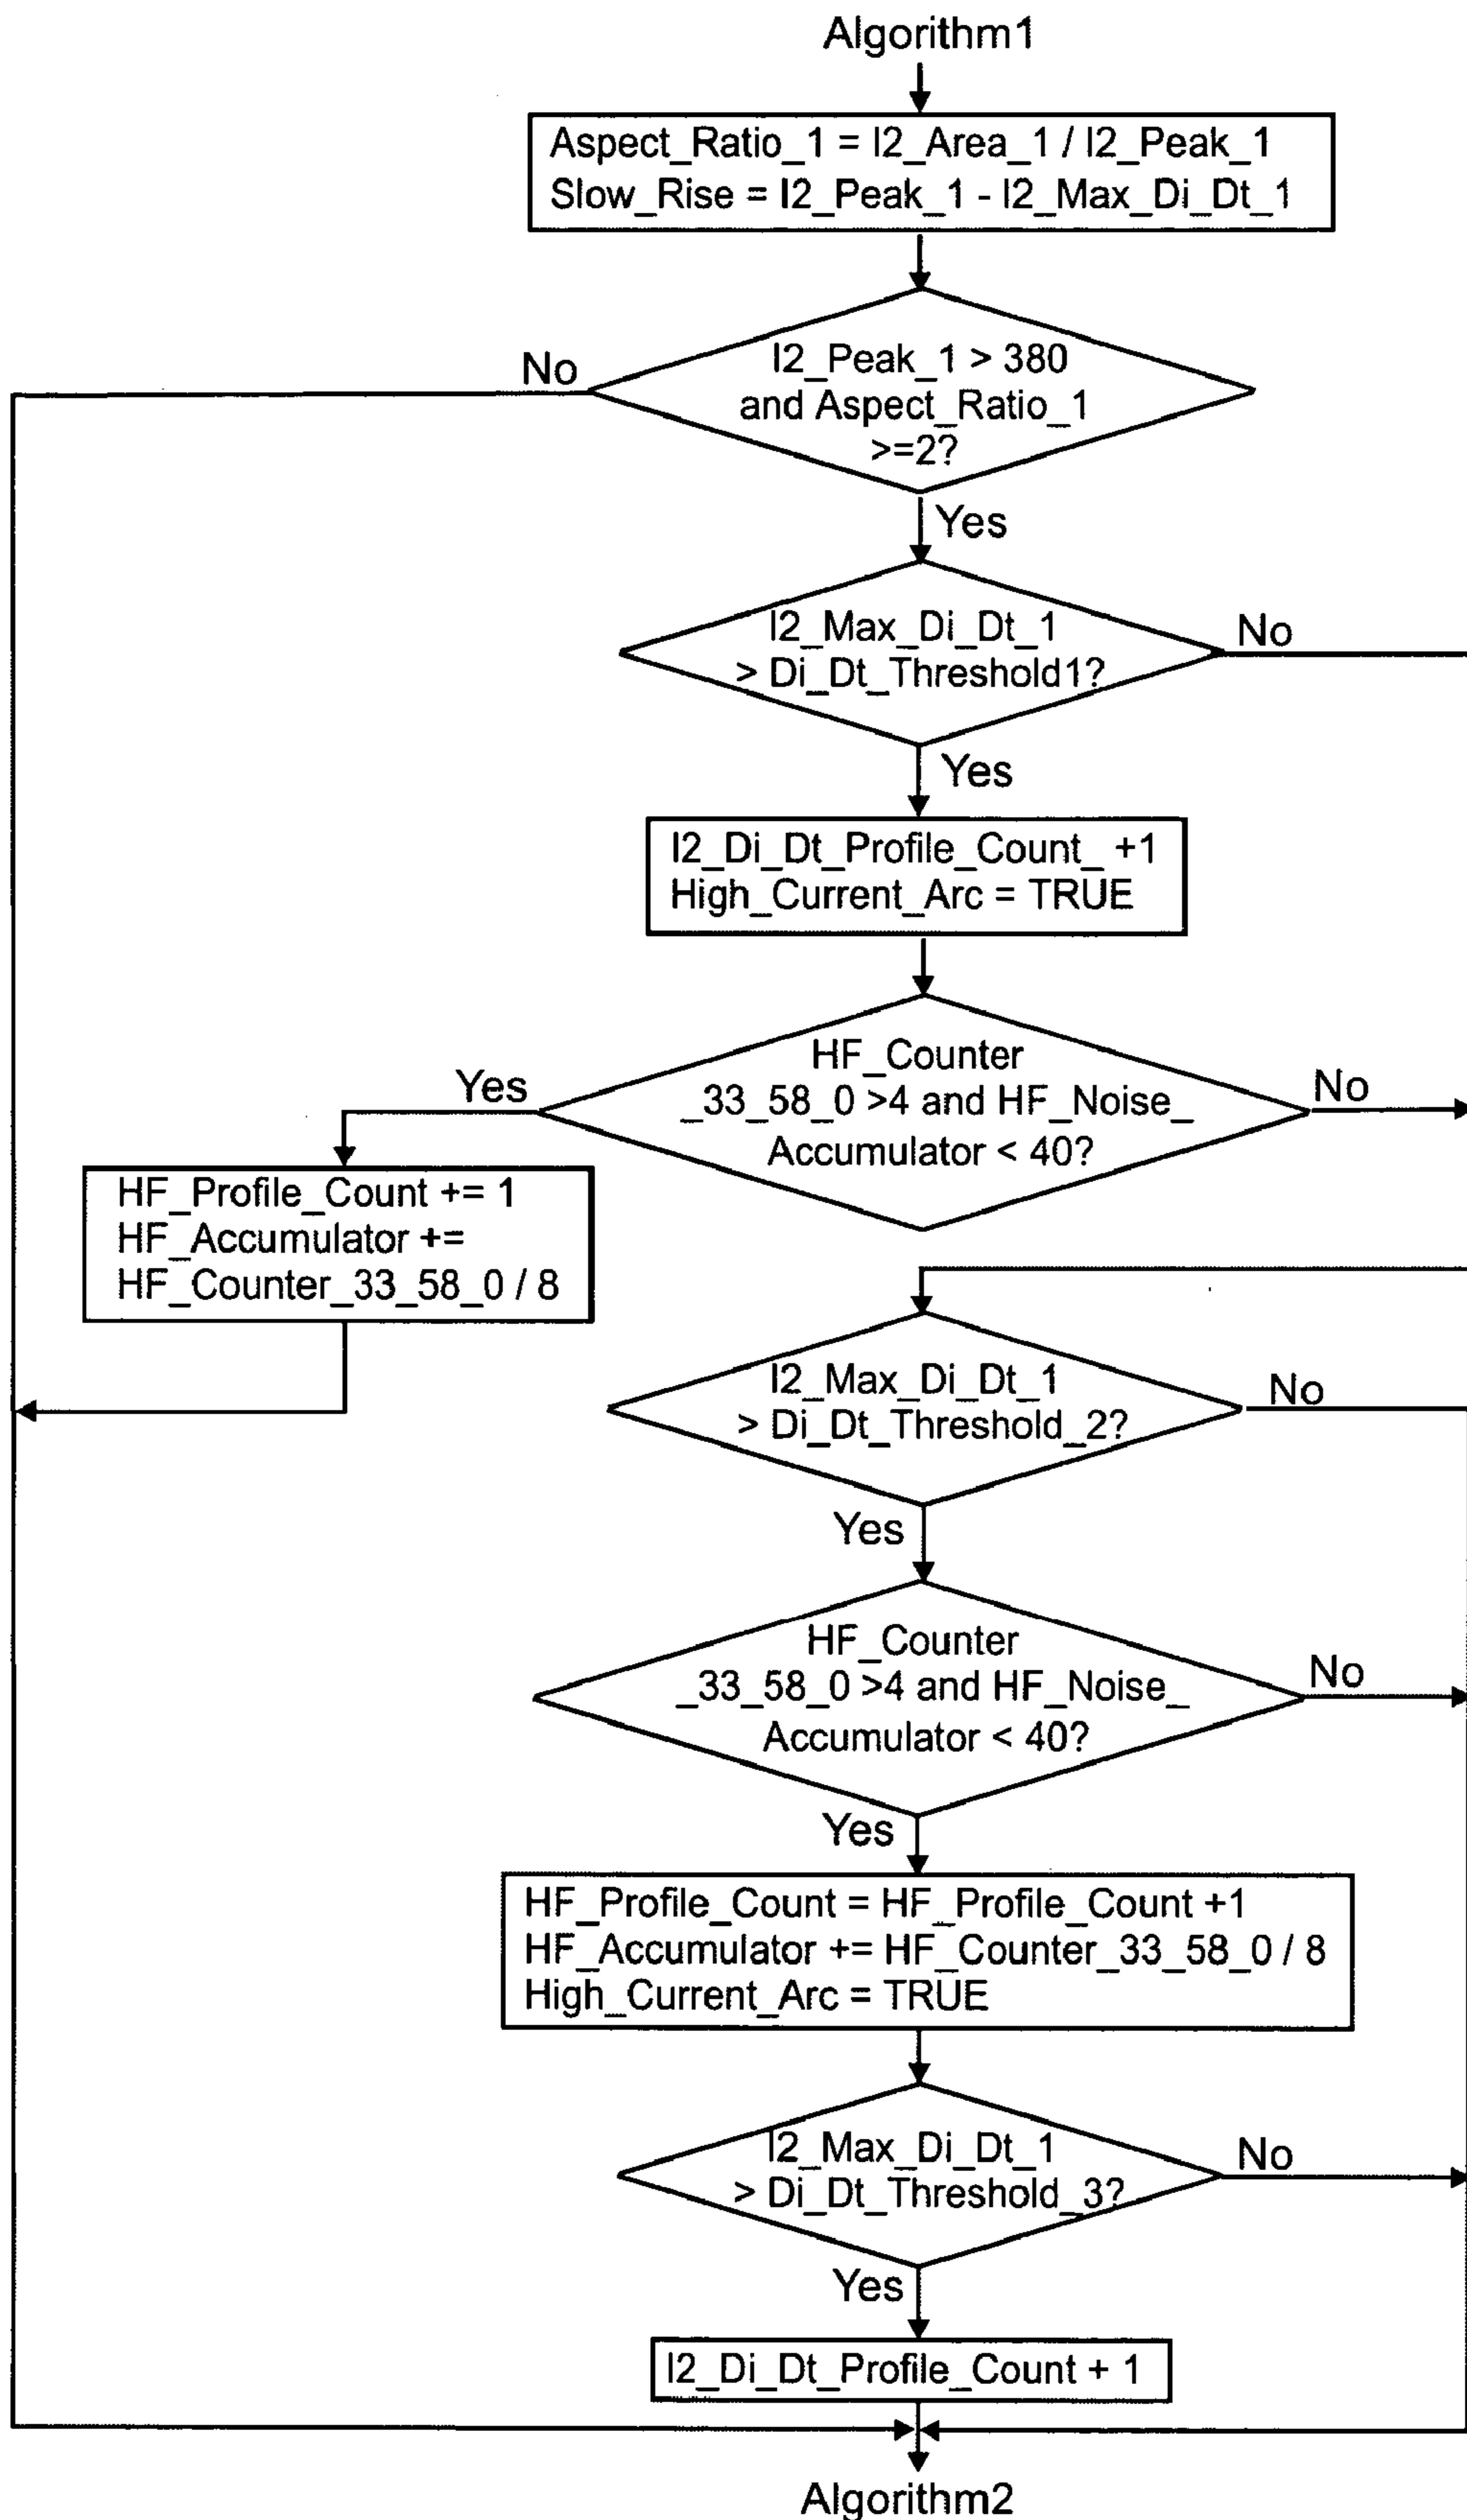 Algorithm1
Aspect_Ratio_1 = I2_Area_1 / I2_Peak_1
Slow_Rise = I2_Peak_1 - I2_Max_Di_Dt_1
I2_Peak_1 > 380
and Aspect_Ratio_1
>=2?
No
Yes
I2_Max_Di_Dt_1
> Di_Dt_Threshold1?
No
Yes
I2_Di_Dt_Profile_Count_ +1
High_Current_Arc = TRUE
HF_Counter
_33_58_0 >4 and HF_Noise_
Accumulator < 40?
Yes
No
HF_Profile_Count += 1
HF_Accumulator +=
HF_Counter_33_58_0 / 8
I2_Max_Di_Dt_1
> Di_Dt_Threshold_2?
No
Yes
HF_Counter
_33_58_0 >4 and HF_Noise_
Accumulator < 40?
No
Yes
HF_Profile_Count = HF_Profile_Count +1
HF_Accumulator += HF_Counter_33_58_0 / 8
High_Current_Arc = TRUE
I2_Max_Di_Dt_1
> Di_Dt_Threshold_3?
No
Yes
I2_Di_Dt_Profile_Count + 1
Algorithm2